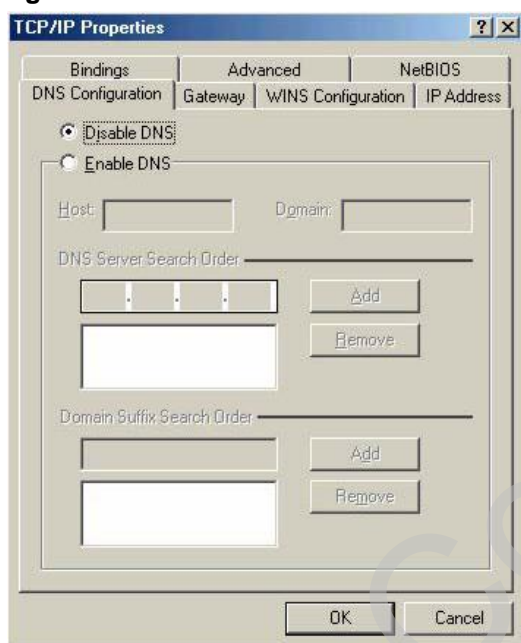 TCP/IP Properties
Bindings Advanced NetBIOS
DNS Configuration Gateway WINS Configuration IP Address
Disable DNS
Enable DNS
Host: Domain:
DNS Server Search Order
Add
Remove
Domain Suffix Search Order
Add
Remove
OK Cancel